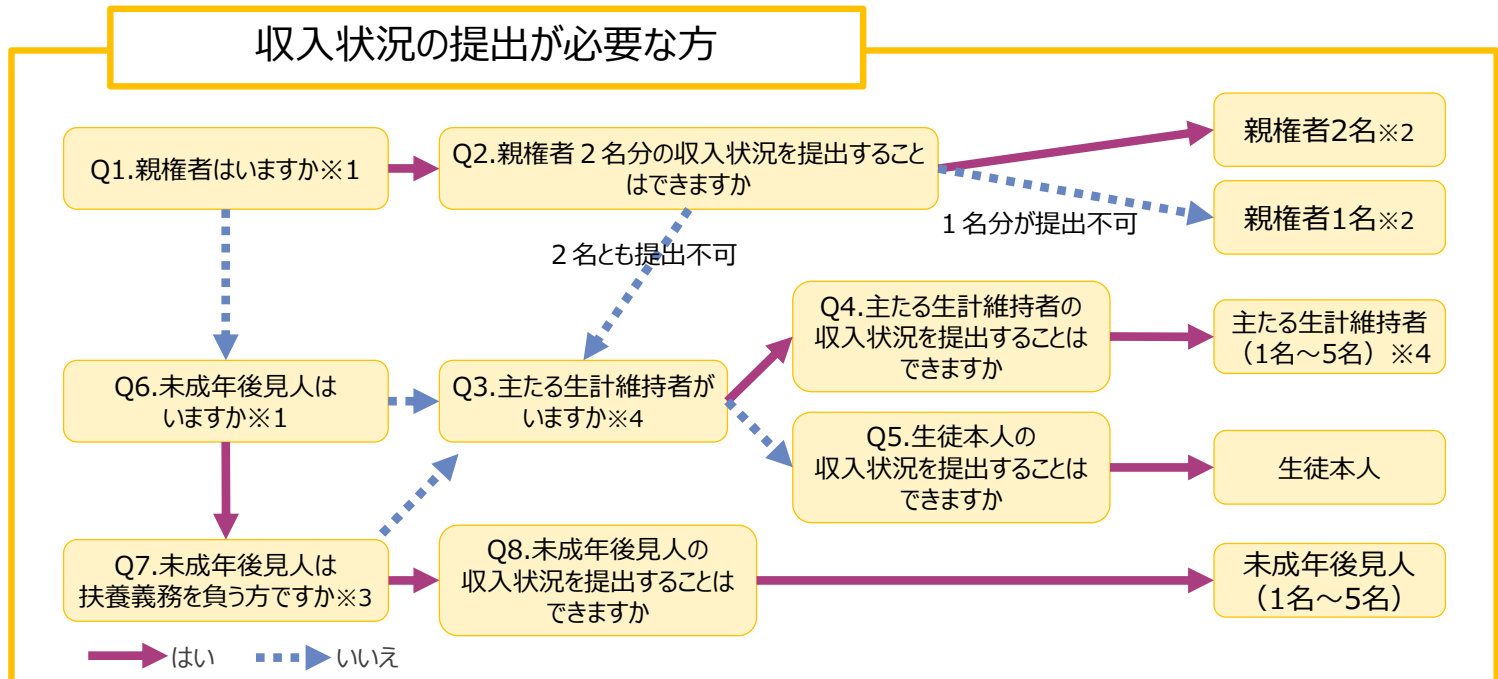 収入状況の提出が必要な方
Q1.親権者はいますか※1
Q2.親権者２名分の収入状況を提出すること
はできますか
親権者2名※2
親権者1名※2
１名分が提出不可
２名とも提出不可
Q6.未成年後見人は
いますか※1
Q3.主たる生計維持者が
いますか※4
Q4.主たる生計維持者の
収入状況を提出することは
できますか
主たる生計維持者
（1名～5名）※4
Q5.生徒本人の
収入状況を提出することは
できますか
生徒本人
Q7.未成年後見人は
扶養義務を負う方ですか※3
Q8.未成年後見人の
収入状況を提出することは
できますか
未成年後見人
（1名～5名）
はい
いいえ